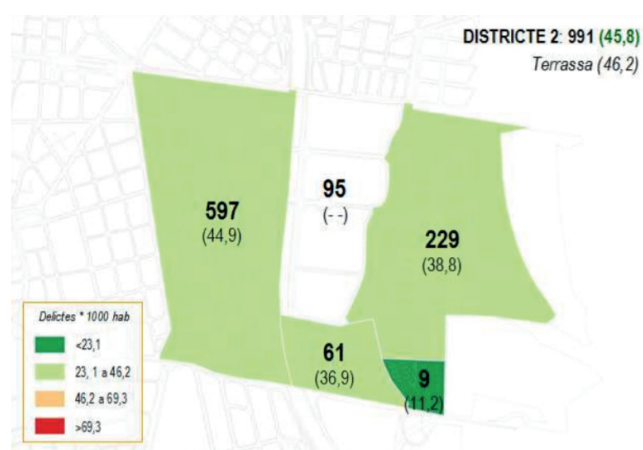 DISTRICTE 2: 991 (45,8)
Terrassa (46,2)
597
(44,9)
95
(- -)
229
(38,8)
61
(36,9)
9
(11,2)
Delictes * 1000 hab
<23,1
23, 1 a 46,2
46,2 a 69,3
>69,3